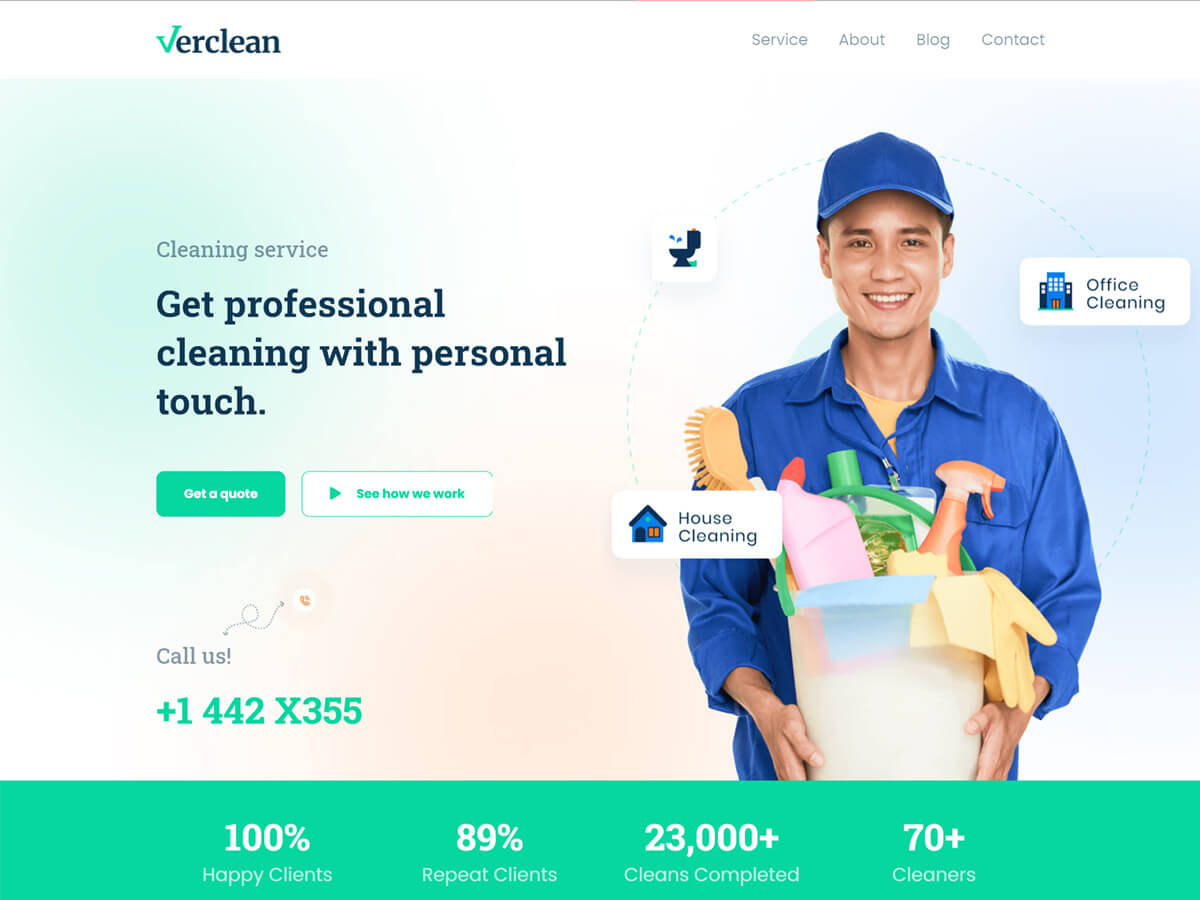 Verclean
Service About Blog Contact
Cleaning service
Get professional
cleaning with personal
touch.
Get a quote
See how we work
Office
Cleaning
House
Cleaning
Call us!
+1 442 X355
100% 89% 23,000+ 70+
Happy Clients Repeat Clients Cleans Completed Cleaners